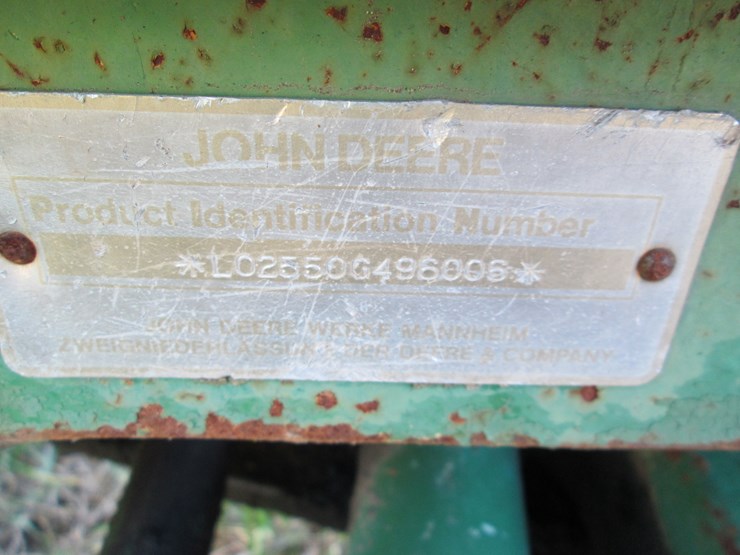 JOHN DEERE
Product Identification Number
*L02550G496006*
JOHN DEERE WERKE MANNHEIM
ZWEIGNIEDERLASSUNG DER DEERE & COMPANY